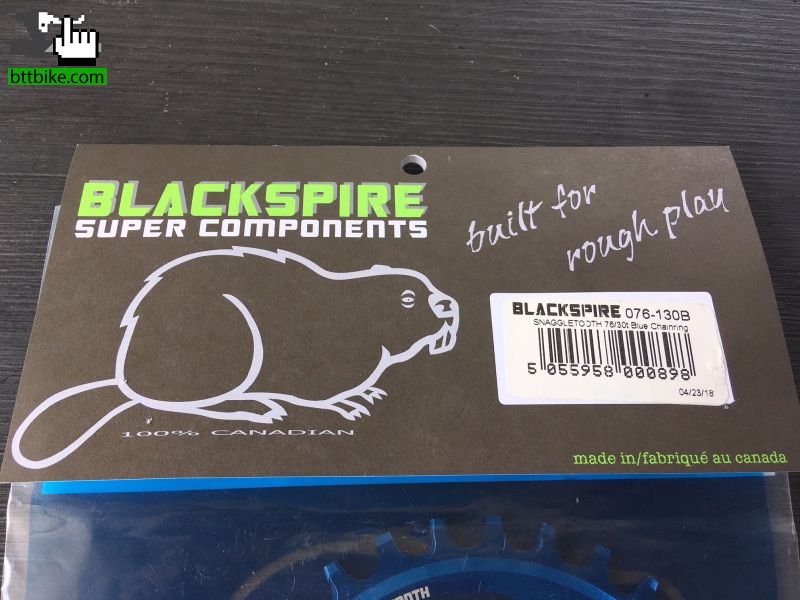 bttbike.com
BLACKSPIRE
SUPER COMPONENTS
built for
rough play
BLACKSPIRE 076-130B
SNAGGLETOOTH 76/30t Blue Chainring
5 055958 000898
04/23/18
100% CANADIAN
made in/fabriqué au canada